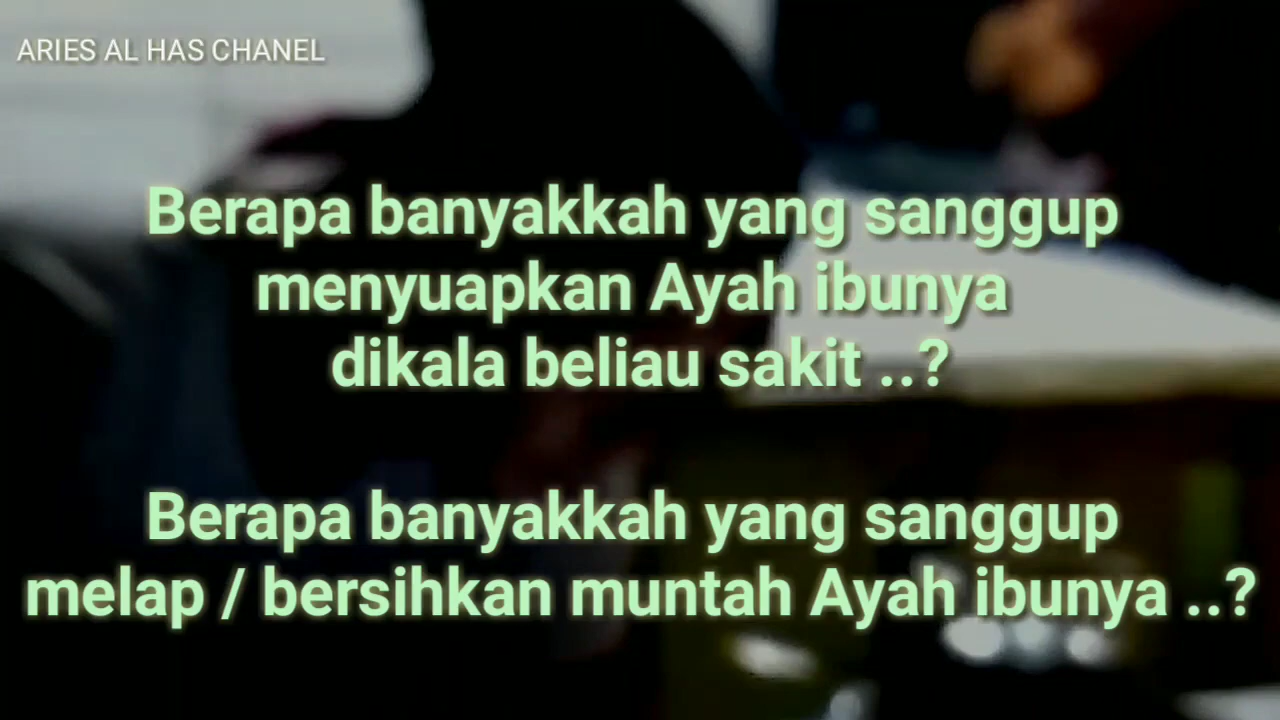 ARIES AL HAS CHANEL
Berapa banyakkah yang sanggup
menyuapkan Ayah ibunya
dikala beliau sakit ..?
Berapa banyakkah yang sanggup
melap / bersihkan muntah Ayah ibunya ..?